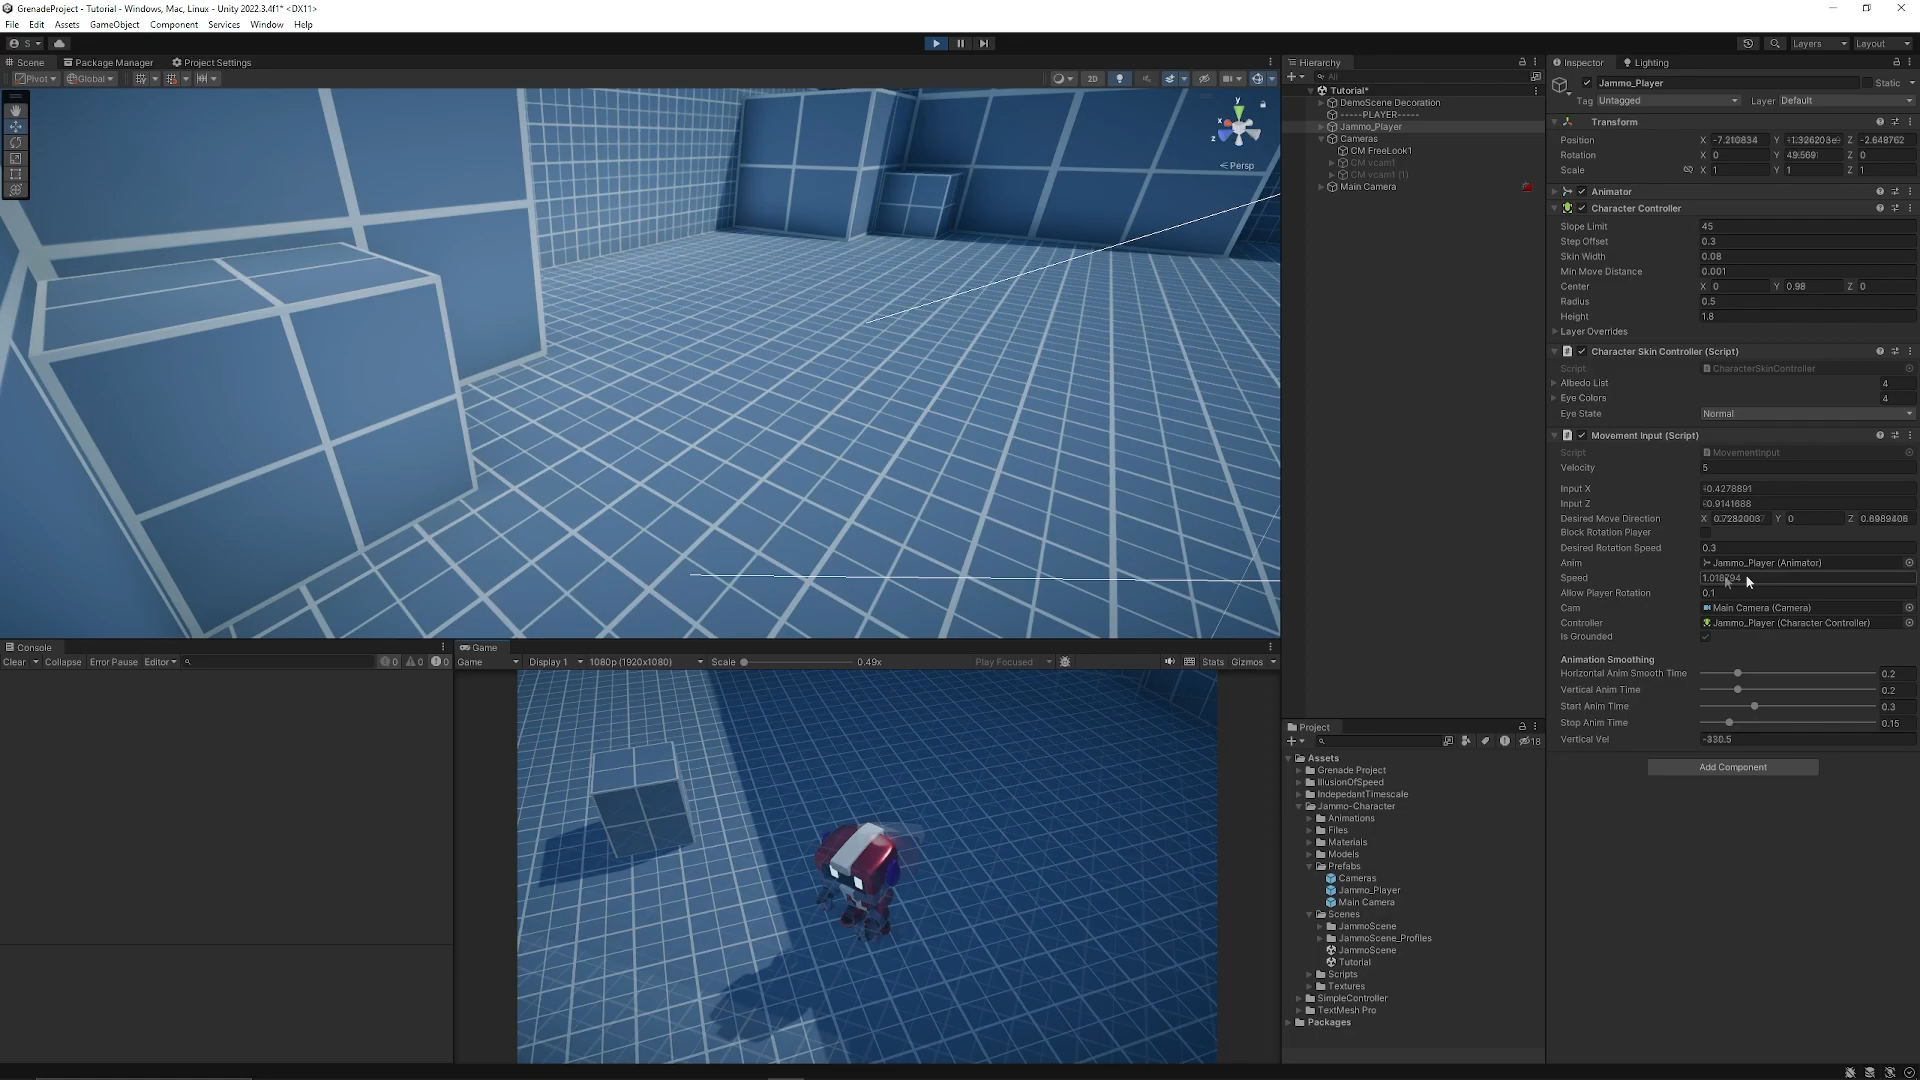 GrenadeProject - Tutorial - Windows, Mac, Linux - Unity 2022.3.4f1* <DX11>
File Edit Assets GameObject Component Services Window Help
S Layers Layout
Scene Package Manager Project Settings
Pivot Global 2D
Persp
Hierarchy
All
Tutorial*
DemoScene Decoration
-----PLAYER-----
Jammo_Player
Cameras
CM FreeLook1
CM vcam1
CM vcam1 (1)
Main Camera
Inspector Lighting
Jammo_Player Static
Tag Untagged Layer Default
Transform
Position X -7.210834 Y Z -2.648762
Rotation X 0 Y 49.5691 Z 0
Scale X 1 Y 1 Z 1
Animator
Character Controller
Slope Limit 45
Step Offset 0.3
Skin Width 0.08
Min Move Distance 0.001
Center X 0 Y 0.98 Z 0
Radius 0.5
Height 1.8
Layer Overrides
Character Skin Controller (Script)
Script CharacterSkinController
Albedo List 4
Eye Colors 4
Eye State Normal
Movement Input (Script)
Script MovementInput
Velocity 5
Input X
Input Z
Desired Move Direction X Y 0 Z
Block Rotation Player
Desired Rotation Speed 0.3
Anim Jammo_Player (Animator)
Speed
Allow Player Rotation 0.1
Cam Main Camera (Camera)
Controller Jammo_Player (Character Controller)
Is Grounded
Animation Smoothing
Horizontal Anim Smooth Time 0.2
Vertical Anim Time 0.2
Start Anim Time 0.3
Stop Anim Time 0.15
Vertical Vel -330.5
Add Component
Console
Clear Collapse Error Pause Editor 0 0 0
Game
Game Display 1 1080p (1920x1080) Scale 0.49x Play Focused Stats Gizmos
Project
18
Assets
Grenade Project
IllusionOfSpeed
IndepedantTimescale
Jammo-Character
Animations
Files
Materials
Models
Prefabs
Cameras
Jammo_Player
Main Camera
Scenes
JammoScene
JammoScene_Profiles
JammoScene
Tutorial
Scripts
Textures
SimpleController
TextMesh Pro
Packages